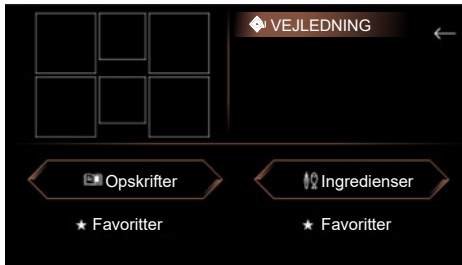 VEJLEDNING
Opskrifter
Ingredienser
Favoritter
Favoritter